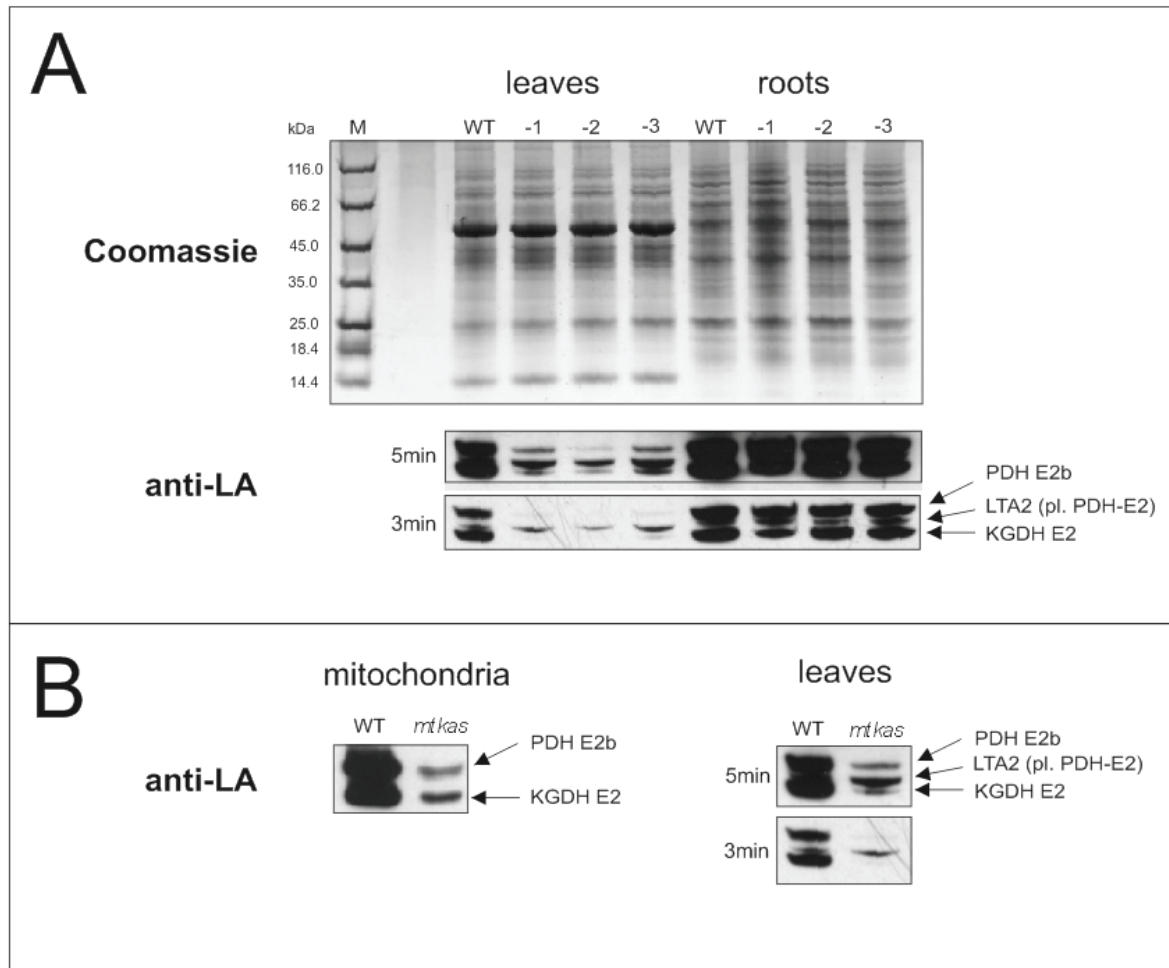 A
leaves roots
kDa M WT -1 -2 -3 WT -1 -2 -3
116.0
66.2
Coomassie
45.0
35.0
25.0
18.4
14.4
5min
anti-LA
3min
PDH E2b
LTA2 (pl. PDH-E2)
KGDH E2
B
mitochondria
WT mtkas
anti-LA
PDH E2b
KGDH E2
leaves
WT mtkas
5min
3min
PDH E2b
LTA2 (pl. PDH-E2)
KGDH E2